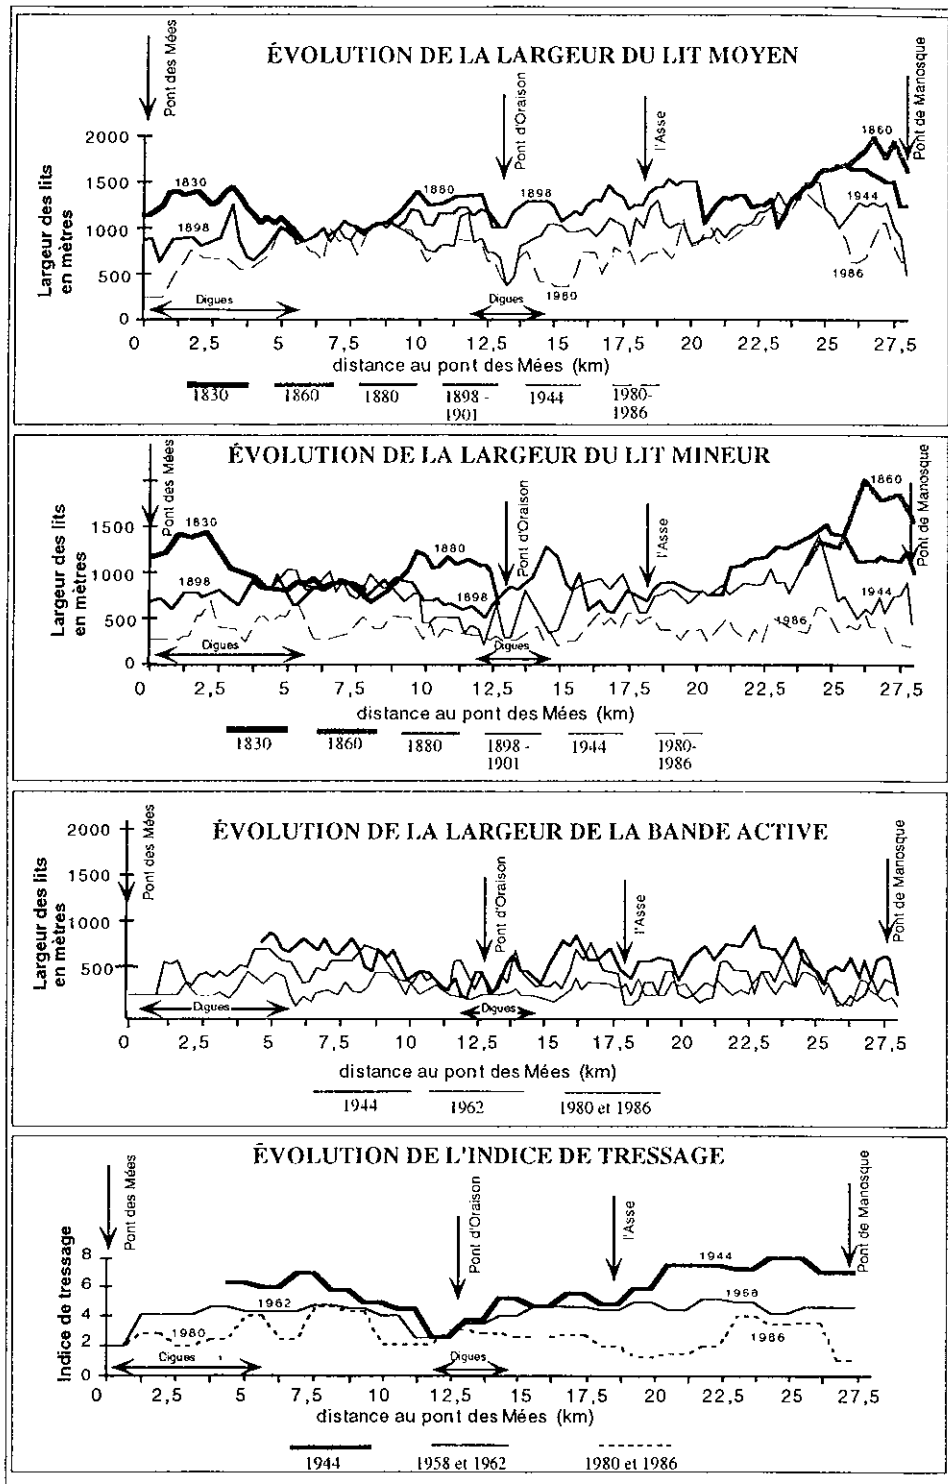 ÉVOLUTION DE LA LARGEUR DU LIT MOYEN
Pont des Mées
Pont d'Oraison
l'Asse
Pont de Manosque
Largeur des lits
en mètres
2000
1500
1000
500
0
1830
1898
1880
1898
1980
1860
1944
1986
Digues
Digues
0 2,5 5 7,5 10 12,5 15 17,5 20 22,5 25 27,5
distance au pont des Mées (km)
1830 1860 1880 1898 - 1901 1944 1980- 1986
ÉVOLUTION DE LA LARGEUR DU LIT MINEUR
Pont des Mées
Pont d'Oraison
l'Asse
Pont de Manosque
Largeur des lits
en mètres
1500
1000
500
0
1830
1898
1880
1898
1860
1944
1986
Digues
Digues
0 2,5 5 7,5 10 12,5 15 17,5 20 22,5 25 27,5
distance au pont des Mées (km)
1830 1860 1880 1898 - 1901 1944 1980- 1986
ÉVOLUTION DE LA LARGEUR DE LA BANDE ACTIVE
Pont des Mées
Pont d'Oraison
l'Asse
Pont de Manosque
Largeur des lits
en mètres
2000
1500
1000
500
Digues
Digues
0 2,5 5 7,5 10 12,5 15 17,5 20 22,5 25 27,5
distance au pont des Mées (km)
1944 1962 1980 et 1986
ÉVOLUTION DE L'INDICE DE TRESSAGE
Pont des Mées
Pont d'Oraison
l'Asse
Pont de Manosque
Indice de tressage
8
6
4
2
0
1962
1980
1944
1958
1986
Digues
Digues
0 2,5 5 7,5 10 12,5 15 17,5 20 22,5 25 27,5
distance au pont des Mées (km)
1944 1958 et 1962 1980 et 1986